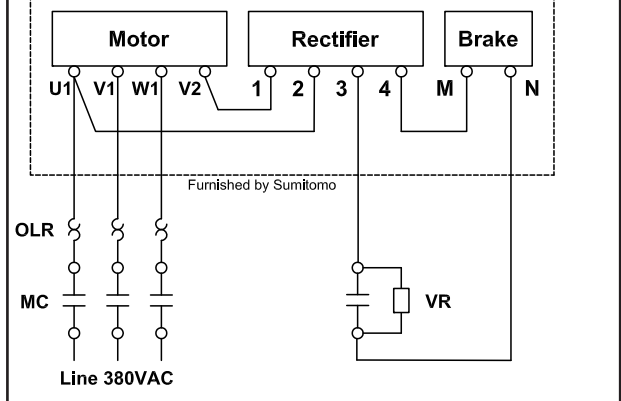 Motor Rectifier Brake
U1 V1 W1 V2 1 2 3 4 M N
Furnished by Sumitomo
OLR
MC VR
Line 380VAC